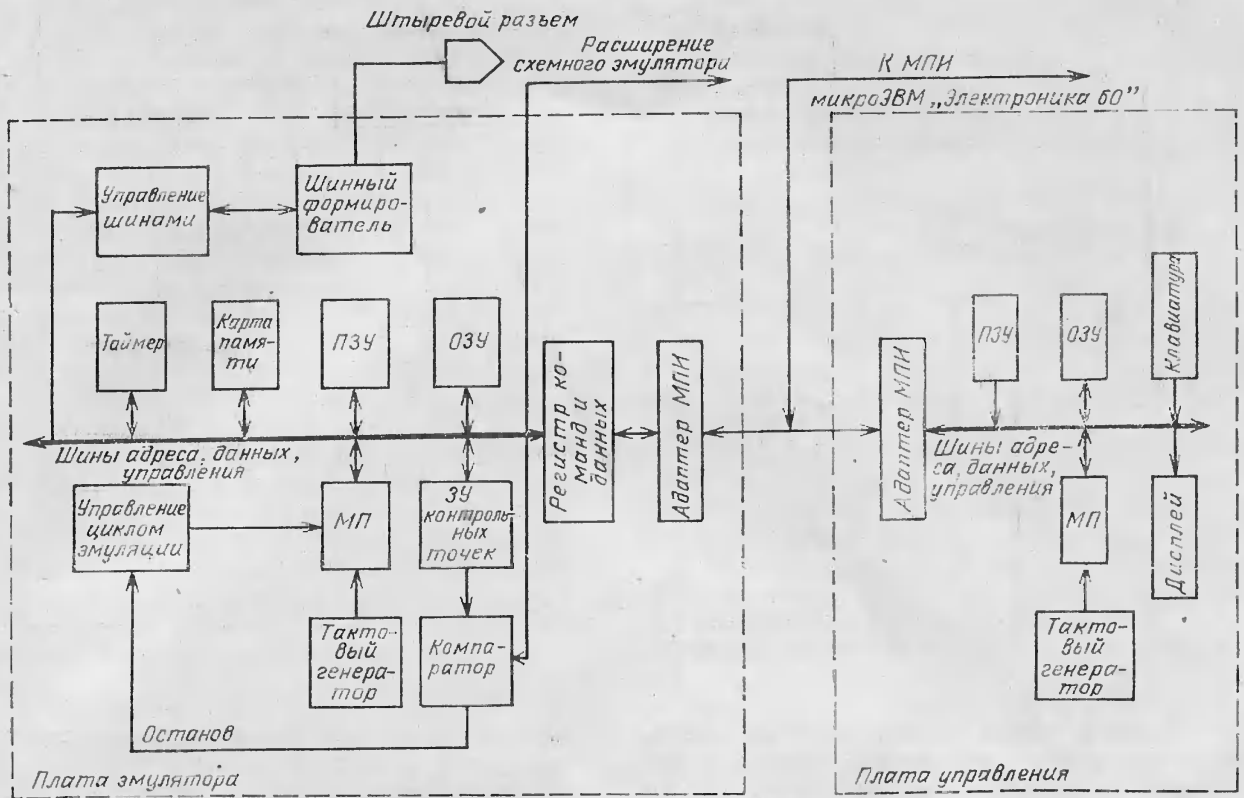 Штыревой разьем
Расширение
схемного эмулятори
К МПИ
микроЭВМ „Электроника 60"
Управление
шинами
Шинный
формиро-
ватель
Таймер
Карта
памя-
ти
ПЗУ
ОЗУ
Регистр ко-
манд и
данных
Адаптер МПИ
Шины адреса, данных,
управления
Управление
циклом
эмуляции
МП
ЗУ
контроль-
ных
точек
Такто-
вый
генера-
тор
Компа-
ратор
Останов
Плата эмулятора
Адаптер МПИ
ПЗУ
ОЗУ
Клавиатура
Шины адре-
са, данных,
управления
МП
Дисплей
Такто-
вый
генера-
тор
Плата управления